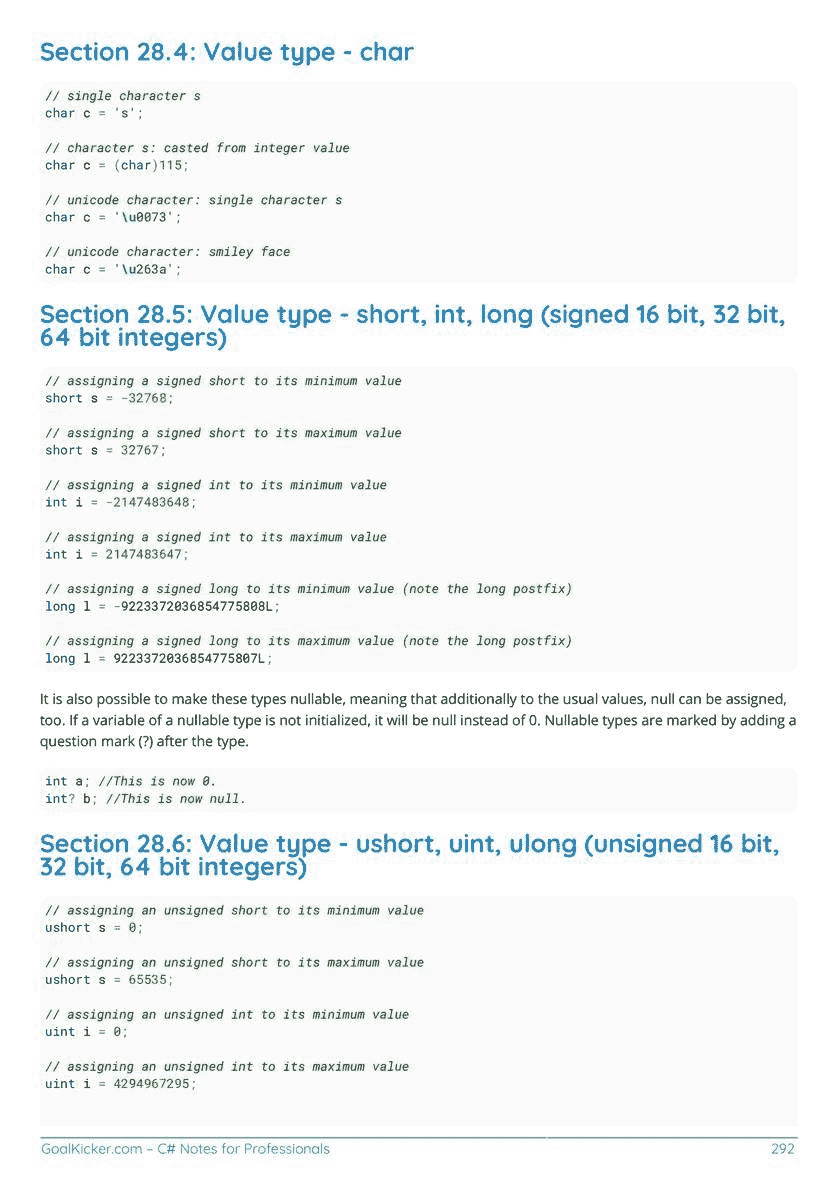 Section 28.4: Value type - char
// single character s
char c = 's';
// character s: casted from integer value
char c = (char)115;
// unicode character: single character s
char c = '\u0073';
// unicode character: smiley face
char c = '\u263a';
Section 28.5: Value type - short, int, long (signed 16 bit, 32 bit,
64 bit integers)
// assigning a signed short to its minimum value
short s = -32768;
// assigning a signed short to its maximum value
short s = 32767;
// assigning a signed int to its minimum value
int i = -2147483648;
// assigning a signed int to its maximum value
int i = 2147483647;
// assigning a signed long to its minimum value (note the long postfix)
long l = -9223372036854775808L;
// assigning a signed long to its maximum value (note the long postfix)
long l = 9223372036854775807L;
It is also possible to make these types nullable, meaning that additionally to the usual values, null can be assigned,
too. If a variable of a nullable type is not initialized, it will be null instead of 0. Nullable types are marked by adding a
question mark (?) after the type.
int a; //This is now 0.
int? b; //This is now null.
Section 28.6: Value type - ushort, uint, ulong (unsigned 16 bit,
32 bit, 64 bit integers)
// assigning an unsigned short to its minimum value
ushort s = 0;
// assigning an unsigned short to its maximum value
ushort s = 65535;
// assigning an unsigned int to its minimum value
uint i = 0;
// assigning an unsigned int to its maximum value
uint i = 4294967295;
GoalKicker.com – C# Notes for Professionals
292